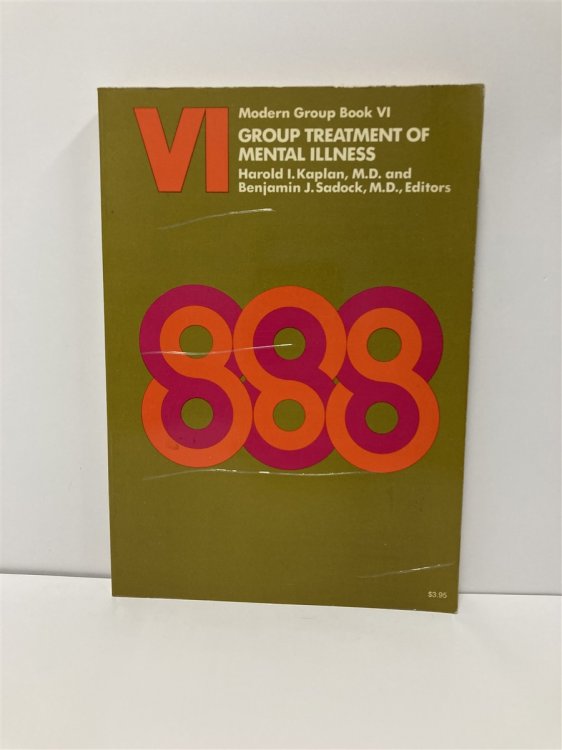 VI
Modern Group Book VI
GROUP TREATMENT OF
MENTAL ILLNESS
Harold I. Kaplan, M.D. and
Benjamin J. Sadock, M.D., Editors
$3.95